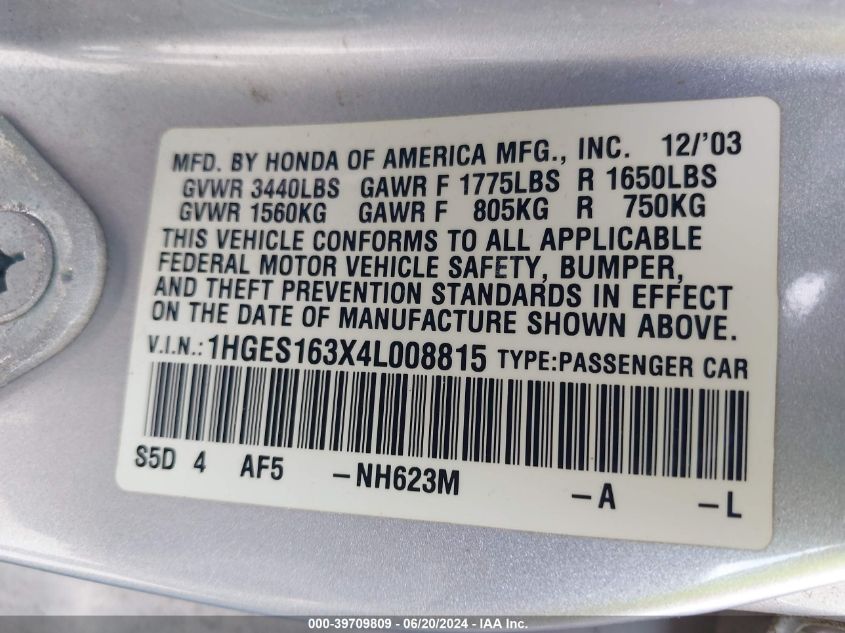 MFD. BY HONDA OF AMERICA MFG., INC. 12/'03
GVWR 3440LBS GAWR F 1775LBS R 1650LBS
GVWR 1560KG GAWR F 805KG R 750KG
THIS VEHICLE CONFORMS TO ALL APPLICABLE
FEDERAL MOTOR VEHICLE SAFETY, BUMPER,
AND THEFT PREVENTION STANDARDS IN EFFECT
ON THE DATE OF MANUFACTURE SHOWN ABOVE.
V.I.N.: 1HGES163X4L008815 TYPE:PASSENGER CAR
S5D 4 AF5 -NH623M -A -L
000-39709809 | 06/20/2024 | IAA Inc.